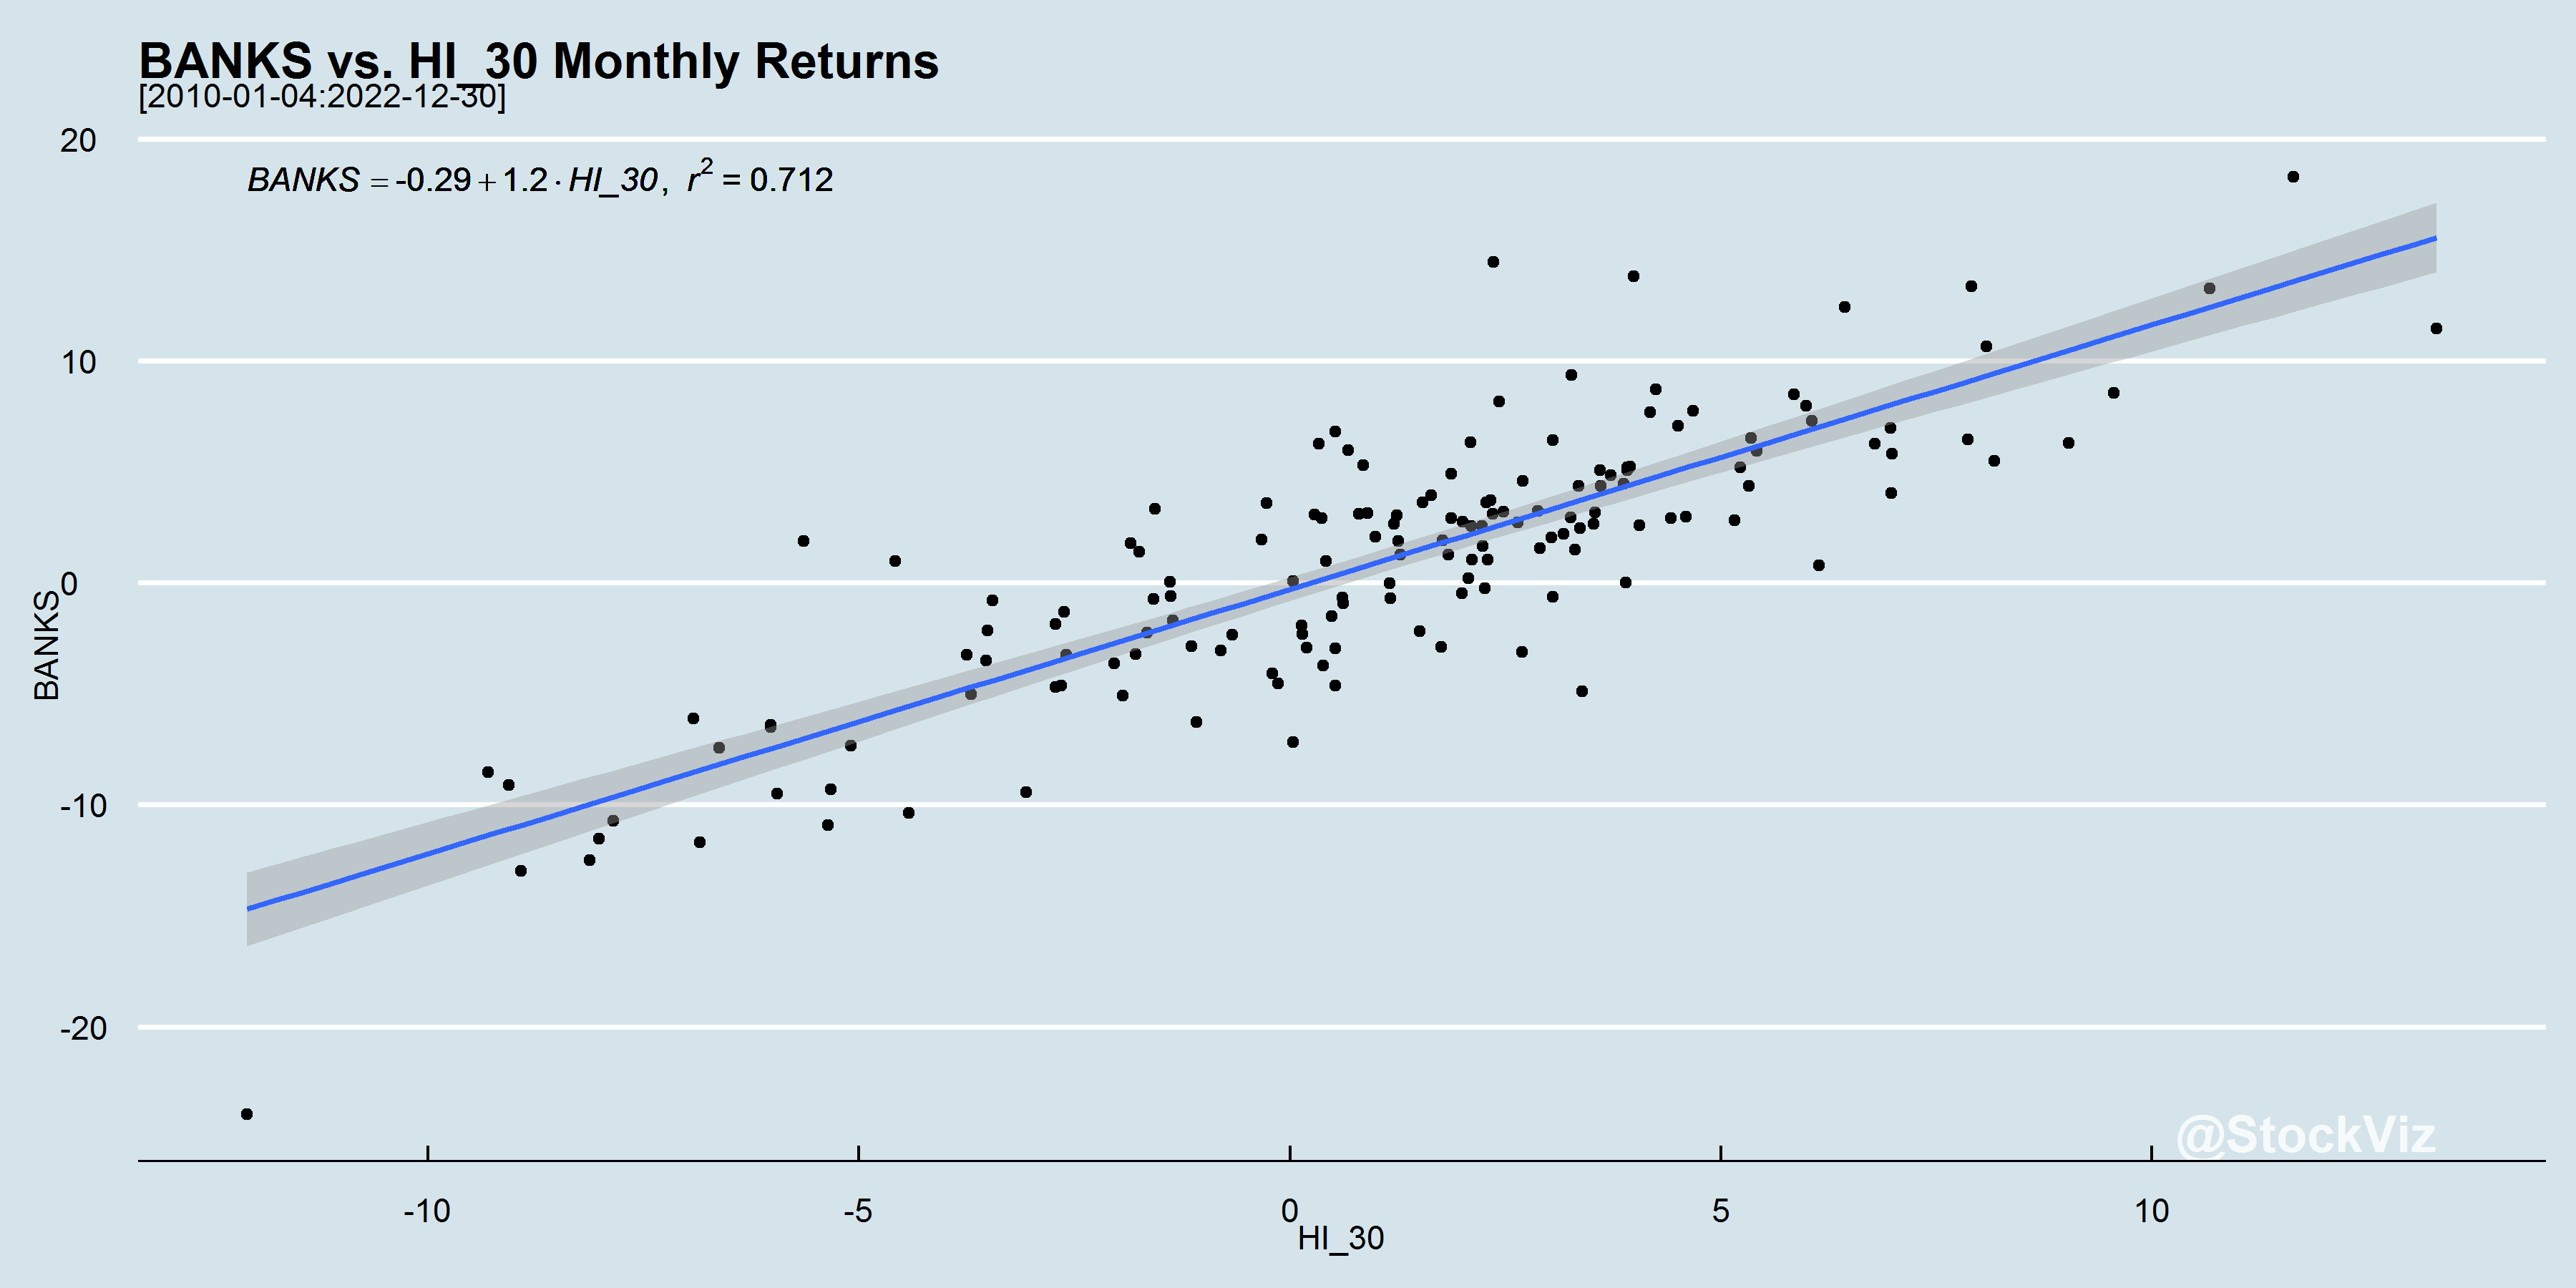 BANKS vs. HI_30 Monthly Returns
[2010-01-04:2022-12-30]
BANKS = -0.29 + 1.2 · HI_30, r² = 0.712
20
10
0
-10
-20
BANKS
@StockViz
-10 -5 0 5 10
HI_30